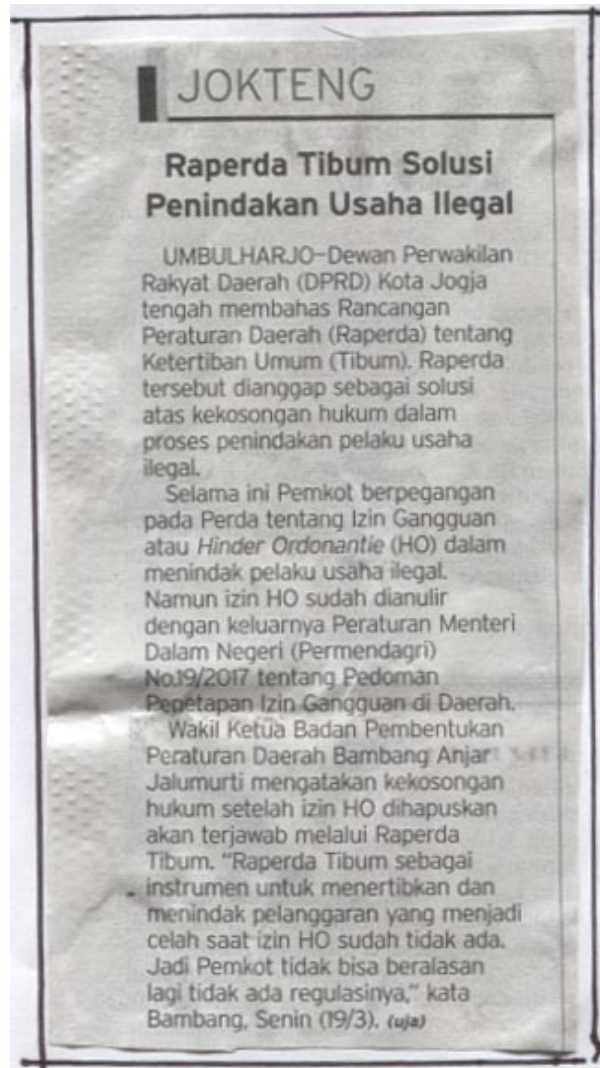 JOKTENG
Raperda Tibum Solusi
Penindakan Usaha Ilegal
UMBULHARJO—Dewan Perwakilan
Rakyat Daerah (DPRD) Kota Jogja
tengah membahas Rancangan
Peraturan Daerah (Raperda) tentang
Ketertiban Umum (Tibum). Raperda
tersebut dianggap sebagai solusi
atas kekosongan hukum dalam
proses penindakan pelaku usaha
ilegal.
Selama ini Pemkot berpegangan
pada Perda tentang Izin Gangguan
atau Hinder Ordonantie (HO) dalam
menindak pelaku usaha ilegal.
Namun izin HO sudah dianulir
dengan keluarnya Peraturan Menteri
Dalam Negeri (Permendagri)
No.19/2017 tentang Pedoman
Pepetapan Izin Gangguan di Daerah.
Wakil Ketua Badan Pembentukan
Peraturan Daerah Bambang Anjar
Jalumurti mengatakan kekosongan
hukum setelah izin HO dihapuskan
akan terjawab melalui Raperda
Tibum. “Raperda Tibum sebagai
instrumen untuk menertibkan dan
menindak pelanggaran yang menjadi
celah saat izin HO sudah tidak ada.
Jadi Pemkot tidak bisa beralasan
lagi tidak ada regulasinya,” kata
Bambang, Senin (19/3). (uja)